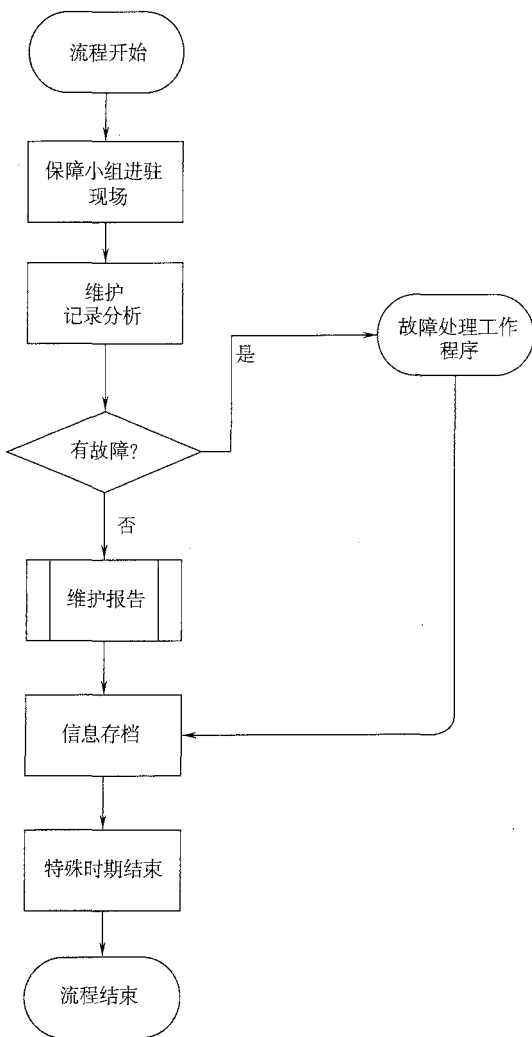 流程开始
保障小组进驻
现场
维护
记录分析
是
故障处理工作
程序
有故障?
否
维护报告
信息存档
特殊时期结束
流程结束